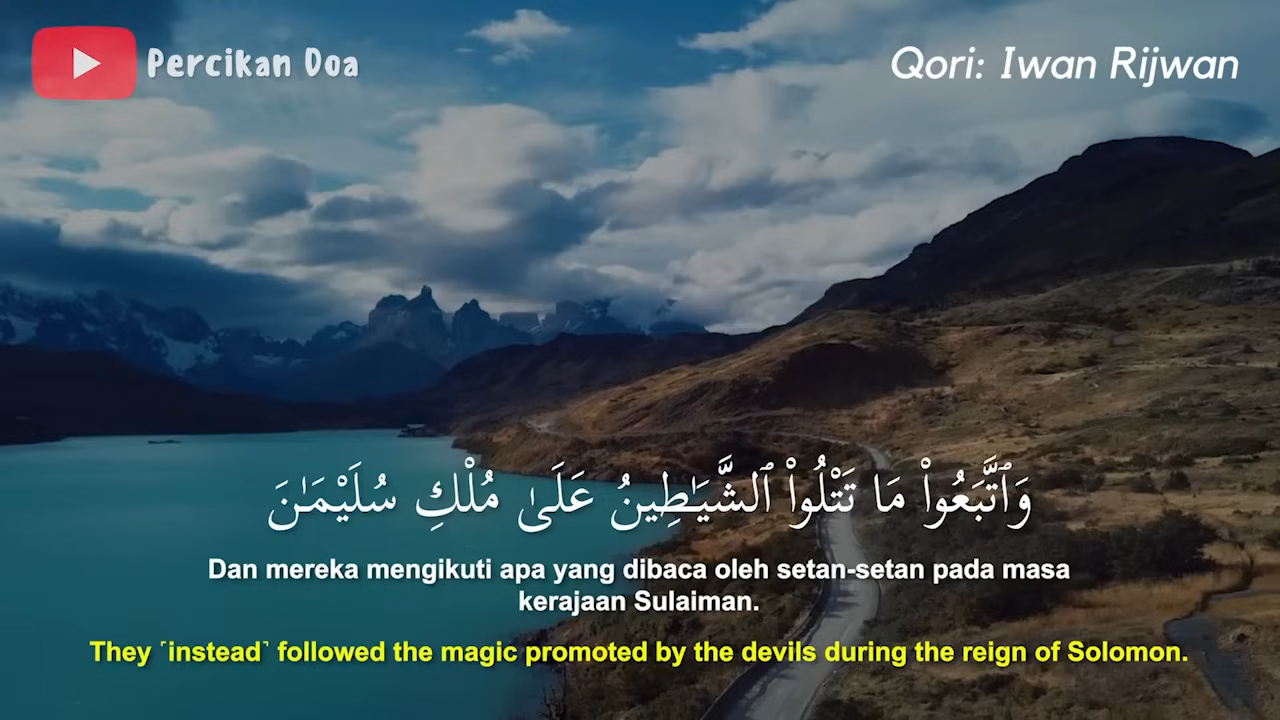 Percikan Doa
Qori: Iwan Rijwan
وَٱتَّبَعُوا۟ مَا تَتْلُوا۟ ٱلشَّيَـٰطِينُ عَلَىٰ مُلْكِ سُلَيْمَـٰنَ
Dan mereka mengikuti apa yang dibaca oleh setan-setan pada masa
kerajaan Sulaiman.
They ˹instead˺ followed the magic promoted by the devils during the reign of Solomon.